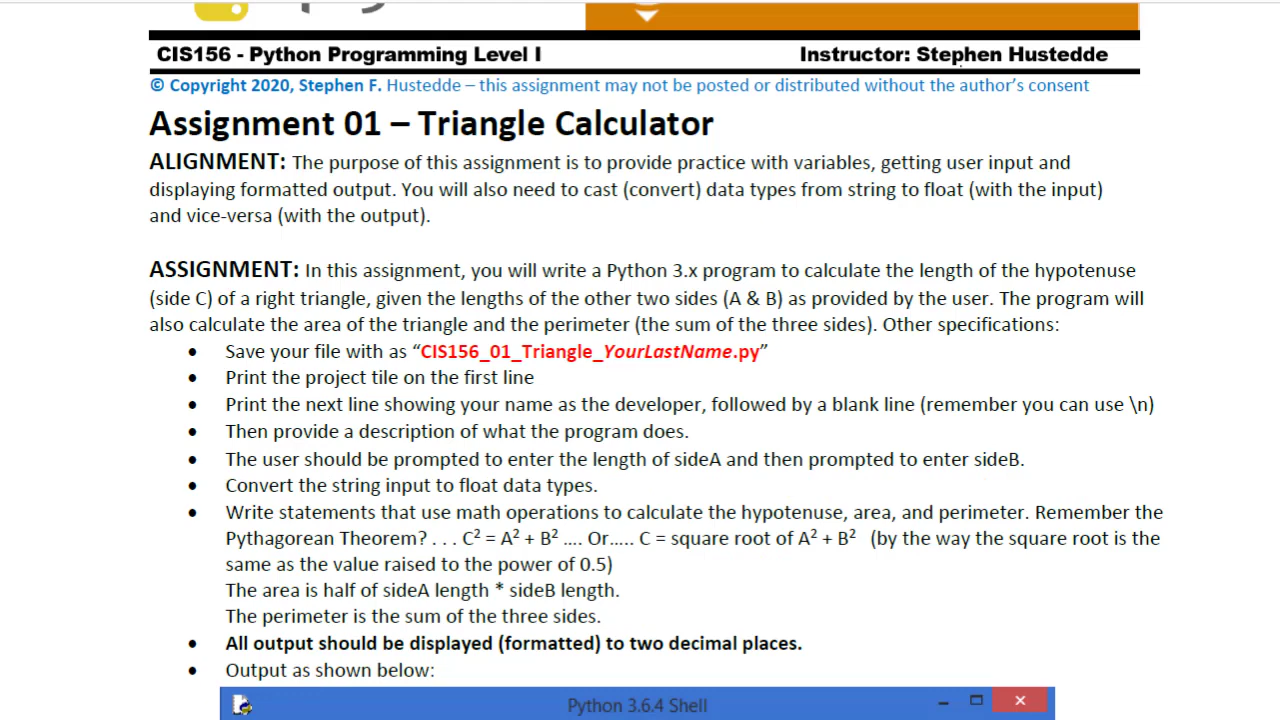 CIS156 - Python Programming Level I Instructor: Stephen Hustedde
© Copyright 2020, Stephen F. Hustedde – this assignment may not be posted or distributed without the author's consent
Assignment 01 – Triangle Calculator
ALIGNMENT: The purpose of this assignment is to provide practice with variables, getting user input and
displaying formatted output. You will also need to cast (convert) data types from string to float (with the input)
and vice-versa (with the output).
ASSIGNMENT: In this assignment, you will write a Python 3.x program to calculate the length of the hypotenuse
(side C) of a right triangle, given the lengths of the other two sides (A & B) as provided by the user. The program will
also calculate the area of the triangle and the perimeter (the sum of the three sides). Other specifications:
• Save your file with as “CIS156_01_Triangle_YourLastName.py”
• Print the project tile on the first line
• Print the next line showing your name as the developer, followed by a blank line (remember you can use \n)
• Then provide a description of what the program does.
• The user should be prompted to enter the length of sideA and then prompted to enter sideB.
• Convert the string input to float data types.
• Write statements that use math operations to calculate the hypotenuse, area, and perimeter. Remember the
Pythagorean Theorem? . . . C² = A² + B² .... Or..... C = square root of A² + B² (by the way the square root is the
same as the value raised to the power of 0.5)
The area is half of sideA length * sideB length.
The perimeter is the sum of the three sides.
• All output should be displayed (formatted) to two decimal places.
• Output as shown below:
Python 3.6.4 Shell